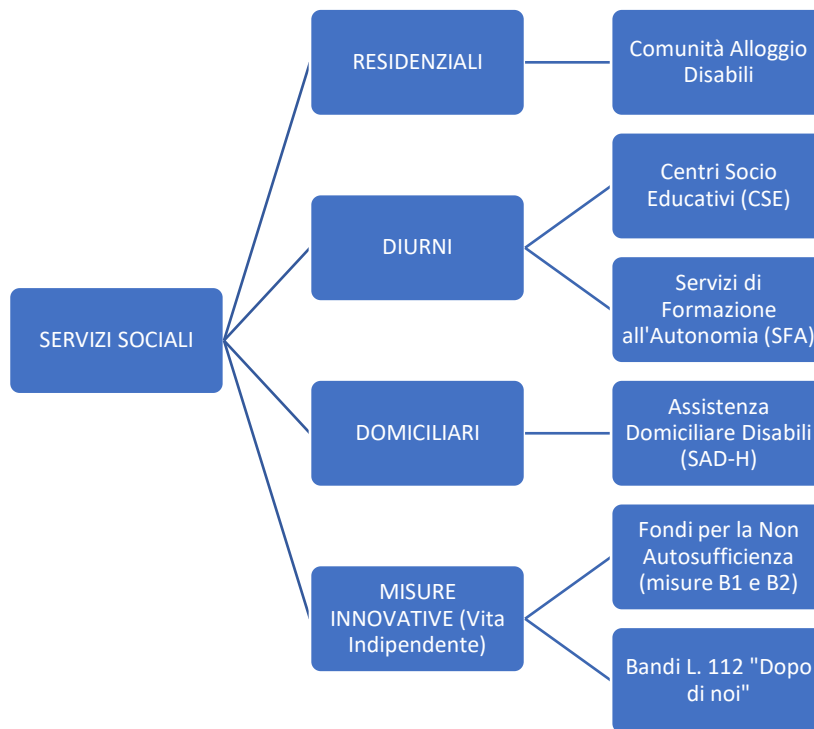 SERVIZI SOCIALI
RESIDENZIALI
Comunità Alloggio
Disabili
DIURNI
Centri Socio
Educativi (CSE)
Servizi di
Formazione
all'Autonomia (SFA)
DOMICILIARI
Assistenza
Domiciliare Disabili
(SAD-H)
MISURE
INNOVATIVE (Vita
Indipendente)
Fondi per la Non
Autosufficienza
(misure B1 e B2)
Bandi L. 112 "Dopo
di noi"